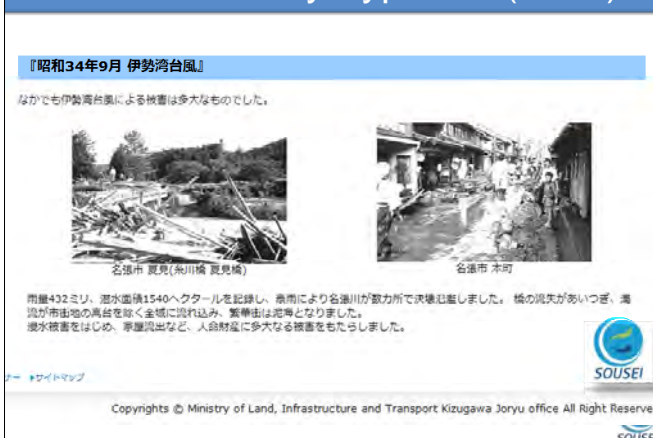 『昭和34年9月 伊勢湾台風』
なかでも伊勢湾台風による被害は多大なものでした。
名張市 夏見(糸川橋 夏見橋)
名張市 本町
雨量432ミリ、浸水面積1540ヘクタールを記録し、豪雨により名張川が数カ所で決壊氾濫しました。 橋の流失があいつぎ、濁
流が市街地の高台を除く全域に流れ込み、繁華街は泥海となりました。
浸水被害をはじめ、家屋流出など、人命財産に多大なる被害をもたらしました。
SOUSEI
ナー ▶サイトマップ
Copyrights © Ministry of Land, Infrastructure and Transport Kizugawa Joryu office All Right Reserve
SOUSE